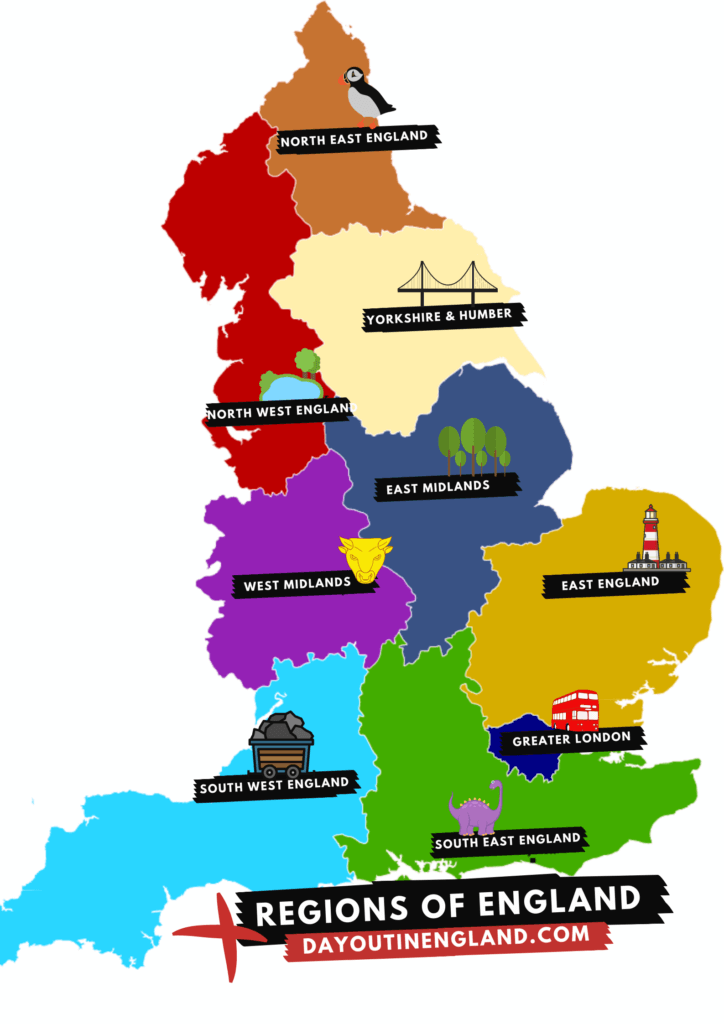 NORTH EAST ENGLAND
YORKSHIRE & HUMBER
NORTH WEST ENGLAND
EAST MIDLANDS
WEST MIDLANDS
EAST ENGLAND
GREATER LONDON
SOUTH WEST ENGLAND
SOUTH EAST ENGLAND
REGIONS OF ENGLAND
DAYOUTINENGLAND.COM